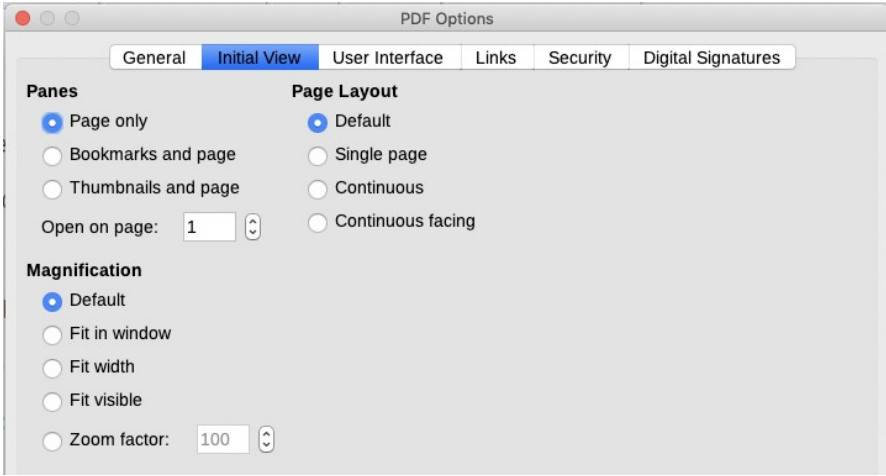 PDF Options
General Initial View User Interface Links Security Digital Signatures
Panes
Page only
Bookmarks and page
Thumbnails and page
Open on page: 1
Page Layout
Default
Single page
Continuous
Continuous facing
Magnification
Default
Fit in window
Fit width
Fit visible
Zoom factor: 100